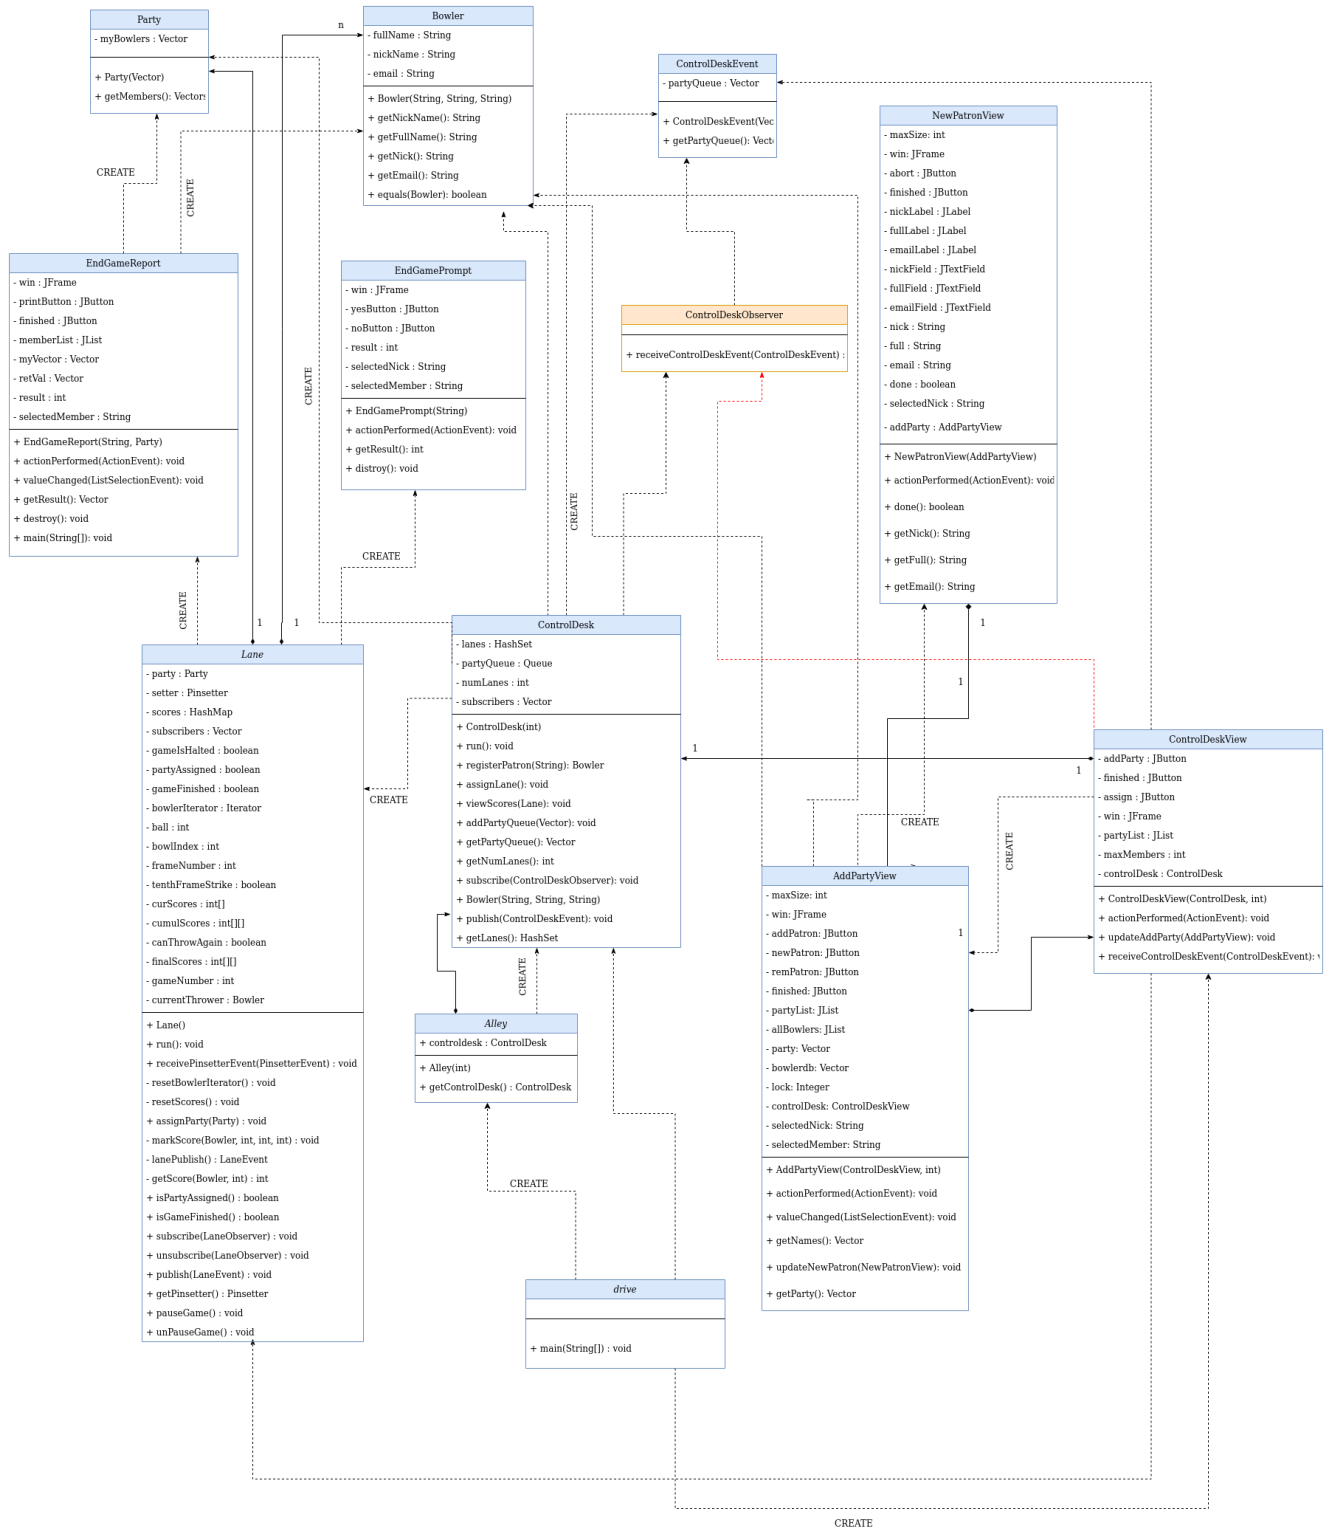 Party
- myBowlers : Vector
+ Party(Vector)
+ getMembers(): Vectors
n
Bowler
- fullName : String
- nickName : String
- email : String
+ Bowler(String, String, String)
+ getNickName(): String
+ getFullName(): String
+ getNick(): String
+ getEmail(): String
+ equals(Bowler): boolean
ControlDeskEvent
- partyQueue : Vector
+ ControlDeskEvent(Vec
+ getPartyQueue(): Vect
NewPatronView
- maxSize: int
- win: JFrame
- abort : JButton
- finished : JButton
- nickLabel : JLabel
- fullLabel : JLabel
- emailLabel : JLabel
- nickField : JTextField
- fullField : JTextField
- emailField : JTextField
- nick : String
- full : String
- email : String
- done : boolean
- selectedNick : String
- addParty : AddPartyView
+ NewPatronView(AddPartyView)
+ actionPerformed(ActionEvent): void
+ done(): boolean
+ getNick(): String
+ getFull(): String
+ getEmail(): String
CREATE
CREATE
EndGameReport
- win : JFrame
- printButton : JButton
- finished : JButton
- memberList : JList
- myVector : Vector
- retVal : Vector
- result : int
- selectedMember : String
+ EndGameReport(String, Party)
+ actionPerformed(ActionEvent): void
+ valueChanged(ListSelectionEvent): void
+ getResult(): Vector
+ destroy(): void
+ main(String[]): void
EndGamePrompt
- win : JFrame
- yesButton : JButton
- noButton : JButton
- result : int
- selectedNick : String
- selectedMember : String
+ EndGamePrompt(String)
+ actionPerformed(ActionEvent): void
+ getResult(): int
+ distroy(): void
ControlDeskObserver
+ receiveControlDeskEvent(ControlDeskEvent) :
CREATE
CREATE
CREATE
CREATE
1
1
1
1
Lane
- party : Party
- setter : Pinsetter
- scores : HashMap
- subscribers : Vector
- gameIsHalted : boolean
- partyAssigned : boolean
- gameFinished : boolean
- bowlerIterator : Iterator
- ball : int
- bowlIndex : int
- frameNumber : int
- tenthFrameStrike : boolean
- curScores : int[]
- cumulScores : int[][]
- canThrowAgain : boolean
- finalScores : int[][]
- gameNumber : int
- currentThrower : Bowler
+ Lane()
+ run(): void
+ receivePinsetterEvent(PinsetterEvent) : void
- resetBowlerIterator() : void
- resetScores() : void
+ assignParty(Party) : void
- markScore(Bowler, int, int, int) : void
- lanePublish() : LaneEvent
- getScore(Bowler, int) : int
+ isPartyAssigned() : boolean
+ isGameFinished() : boolean
+ subscribe(LaneObserver) : void
+ unsubscribe(LaneObserver) : void
+ publish(LaneEvent) : void
+ getPinsetter() : Pinsetter
+ pauseGame() : void
+ unPauseGame() : void
CREATE
ControlDesk
- lanes : HashSet
- partyQueue : Queue
- numLanes : int
- subscribers : Vector
+ ControlDesk(int)
+ run(): void
+ registerPatron(String): Bowler
+ assignLane(): void
+ viewScores(Lane): void
+ addPartyQueue(Vector): void
+ getPartyQueue(): Vector
+ getNumLanes(): int
+ subscribe(ControlDeskObserver): void
+ Bowler(String, String, String)
+ publish(ControlDeskEvent): void
+ getLanes(): HashSet
1
1
CREATE
CREATE
ControlDeskView
- addParty : JButton
- finished : JButton
- assign : JButton
- win : JFrame
- partyList : JList
- maxMembers : int
- controlDesk : ControlDesk
+ ControlDeskView(ControlDesk, int)
+ actionPerformed(ActionEvent): void
+ updateAddParty(AddPartyView): void
+ receiveControlDeskEvent(ControlDeskEvent):
AddPartyView
- maxSize: int
- win: JFrame
- addPatron: JButton
1
- newPatron: JButton
- remPatron: JButton
- finished: JButton
- partyList: JList
- allBowlers: JList
- party: Vector
- bowlerdb: Vector
- lock: Integer
- controlDesk: ControlDeskView
- selectedNick: String
- selectedMember: String
+ AddPartyView(ControlDeskView, int)
+ actionPerformed(ActionEvent): void
+ valueChanged(ListSelectionEvent): void
+ getNames(): Vector
+ updateNewPatron(NewPatronView): void
+ getParty(): Vector
CREATE
Alley
+ controldesk : ControlDesk
+ Alley(int)
+ getControlDesk() : ControlDesk
CREATE
drive
+ main(String[]) : void
CREATE